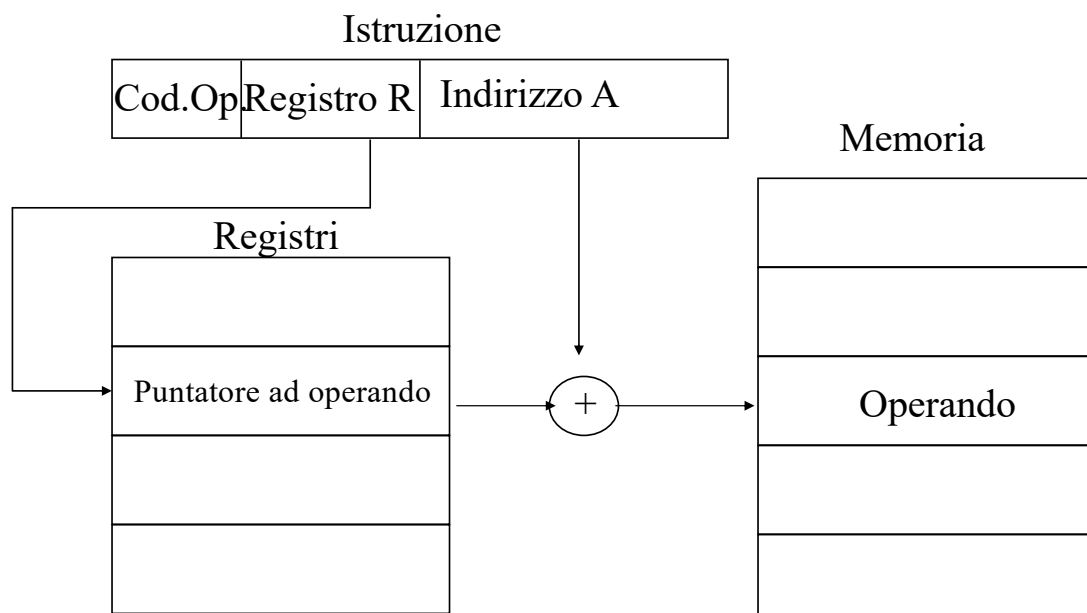 Istruzione
Cod.Op. Registro R Indirizzo A
Memoria
Registri
Puntatore ad operando
+
Operando